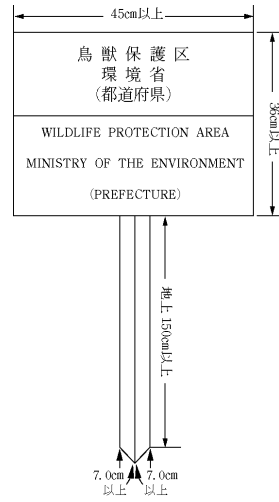 45cm以上
鳥獣保護区
環境省
(都道府県)
WILDLIFE PROTECTION AREA
MINISTRY OF THE ENVIRONMENT
(PREFECTURE)
36cm以上
地上150cm以上
7.0cm
以上
7.0cm
以上